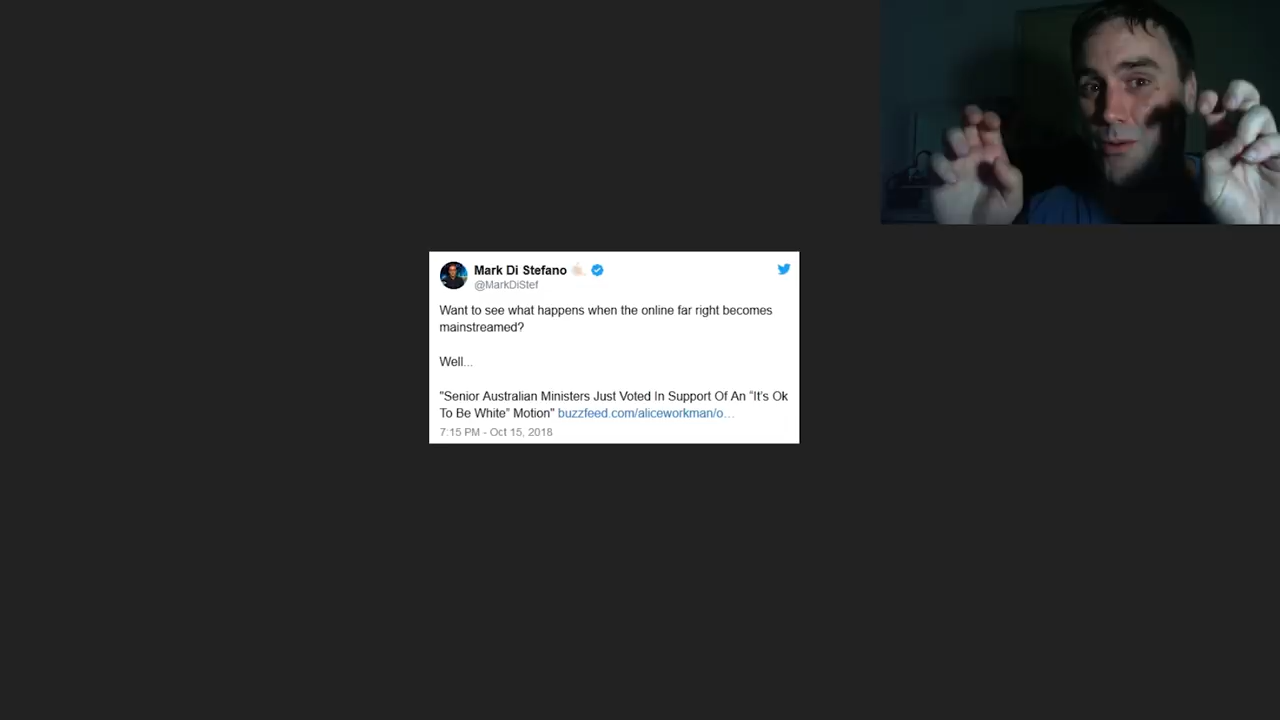 Mark Di Stefano
@MarkDiStef
Want to see what happens when the online far right becomes
mainstreamed?
Well...
"Senior Australian Ministers Just Voted In Support Of An “It’s Ok
To Be White” Motion" buzzfeed.com/aliceworkman/o…
7:15 PM - Oct 15, 2018